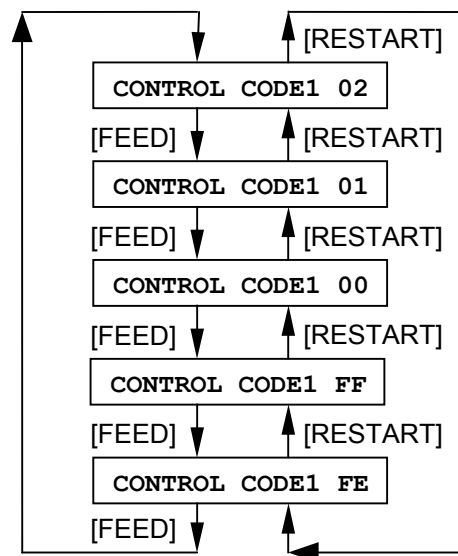 [RESTART]
CONTROL CODE1 02
[FEED] [RESTART]
CONTROL CODE1 01
[FEED] [RESTART]
CONTROL CODE1 00
[FEED] [RESTART]
CONTROL CODE1 FF
[FEED] [RESTART]
CONTROL CODE1 FE
[FEED]